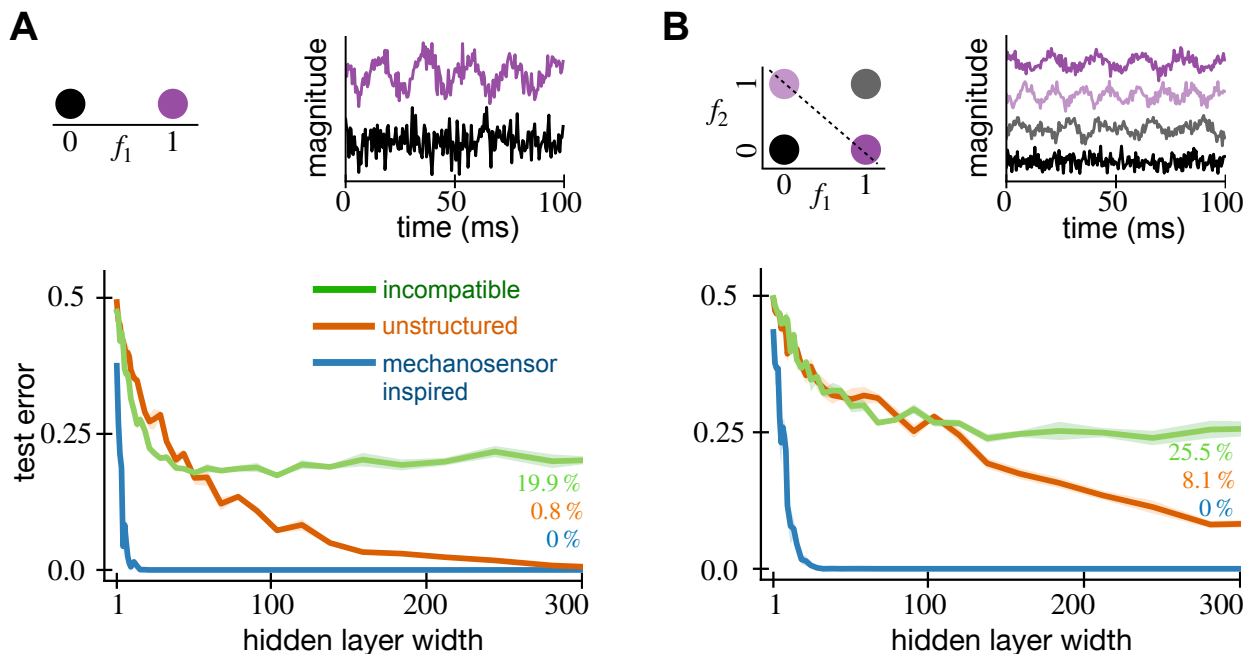 A
0
1
f1
magnitude
0
50
100
time (ms)
0.5
0.25
0.0
test error
incompatible
unstructured
mechanosensor
inspired
19.9 %
0.8 %
0 %
1
100
200
300
hidden layer width
B
1
0
f2
0
1
f1
magnitude
0
50
100
time (ms)
0.5
0.25
0.0
25.5 %
8.1 %
0 %
1
100
200
300
hidden layer width